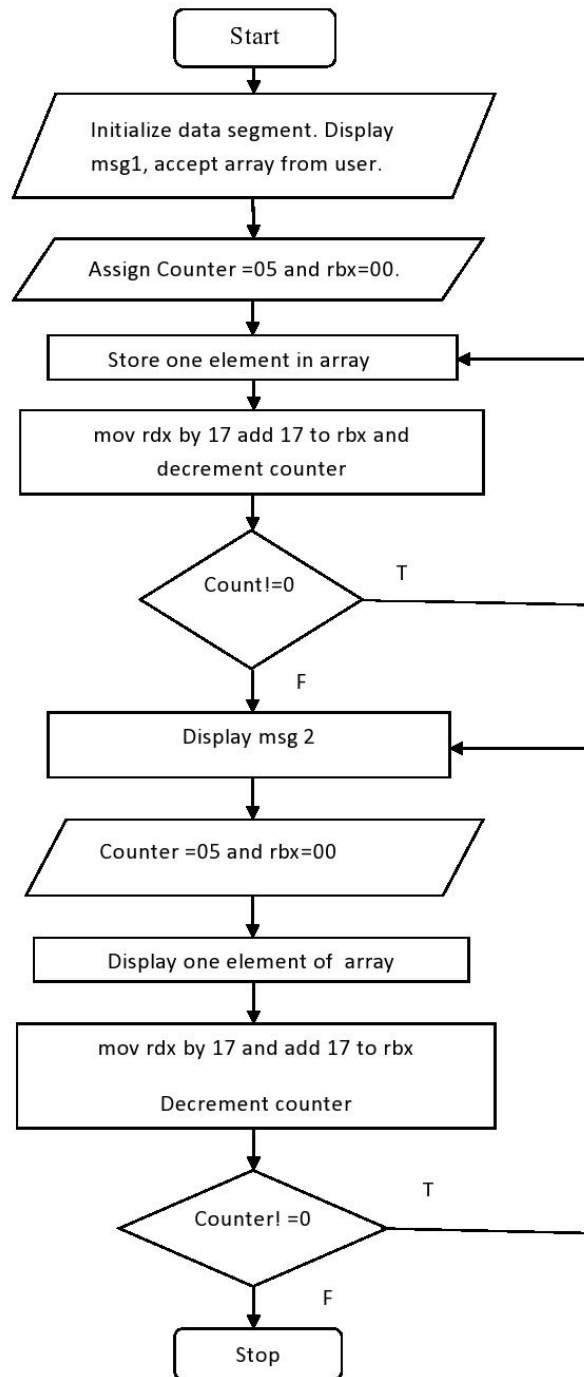 Start
Initialize data segment. Display
msg1, accept array from user.
Assign Counter =05 and rbx=00.
Store one element in array
mov rdx by 17 add 17 to rbx and
decrement counter
Count!=0
T
F
Display msg 2
Counter =05 and rbx=00
Display one element of array
mov rdx by 17 and add 17 to rbx
Decrement counter
T
Counter! =0
F
Stop